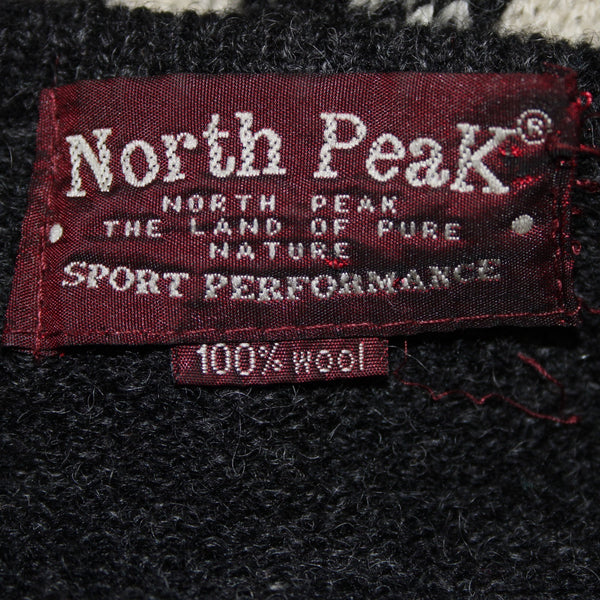 North PeaK®
NORTH PEAK
THE LAND OF PURE
NATURE
SPORT PERFORMANCE
100% wool